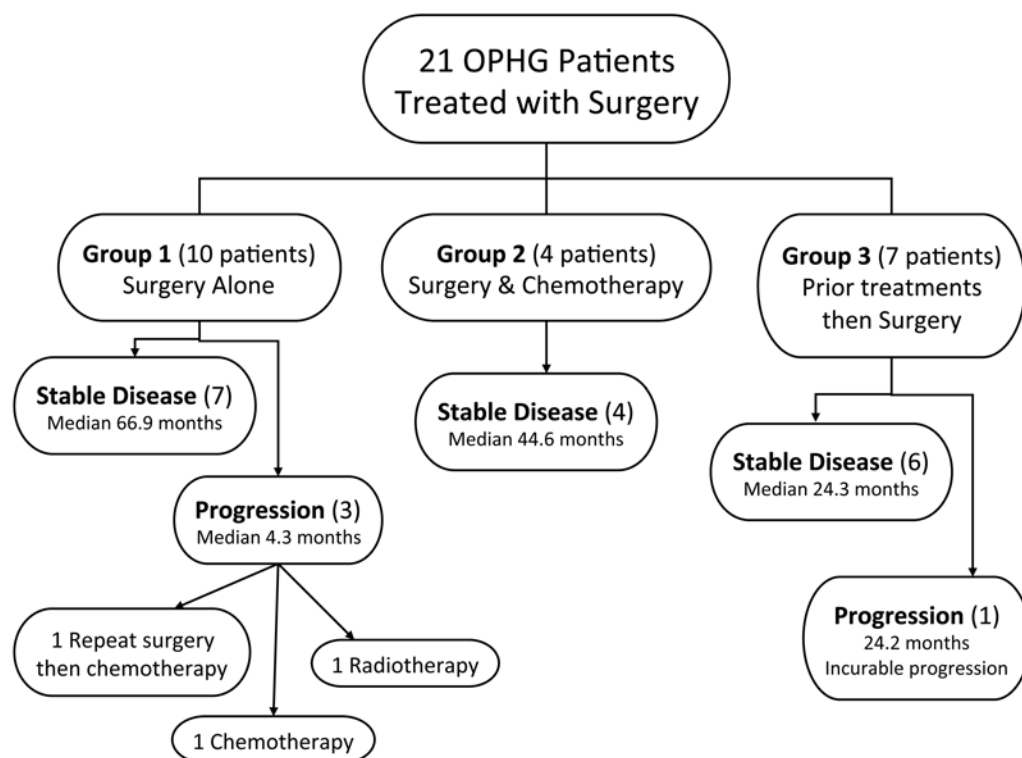 21 OPHG Patients
Treated with Surgery
Group 1 (10 patients)
Surgery Alone
Group 2 (4 patients)
Surgery & Chemotherapy
Group 3 (7 patients)
Prior treatments
then Surgery
Stable Disease (7)
Median 66.9 months
Stable Disease (4)
Median 44.6 months
Stable Disease (6)
Median 24.3 months
Progression (3)
Median 4.3 months
Progression (1)
24.2 months
Incurable progression
1 Repeat surgery
then chemotherapy
1 Radiotherapy
1 Chemotherapy